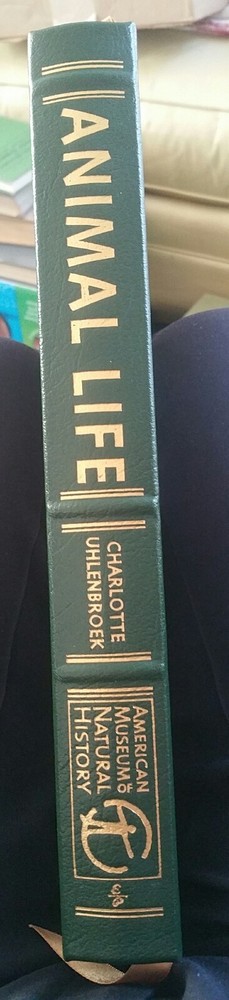 ANIMAL LIFE
CHARLOTTE
UHLENBROEK
AMERICAN
MUSEUM OF
NATURAL
HISTORY